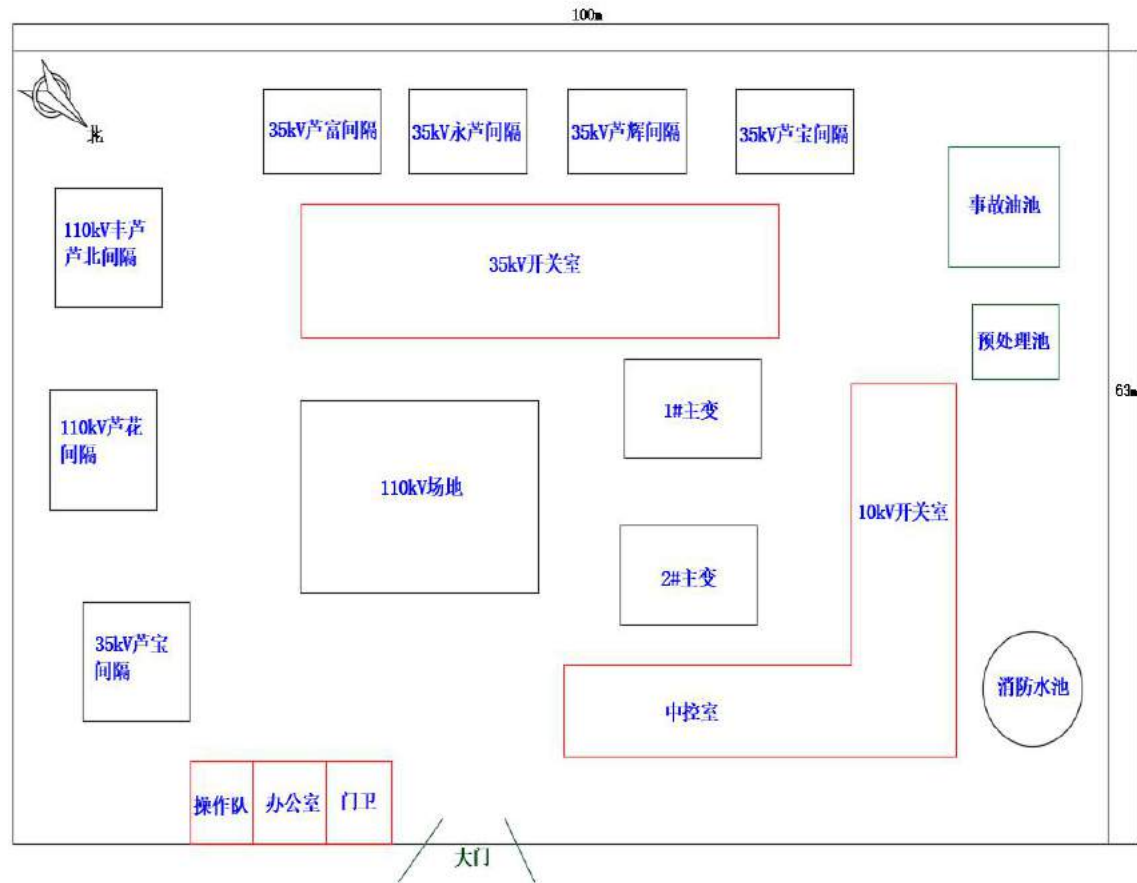 100m
北
35kV芦富间隔
35kV永芦间隔
35kV芦辉间隔
35kV芦宝间隔
事故油池
110kV丰芦
芦北间隔
35kV开关室
预处理池
63m
1#主变
110kV芦花
间隔
110kV场地
10kV开关室
2#主变
35kV芦宝
间隔
消防水池
中控室
操作队
办公室
门卫
大门